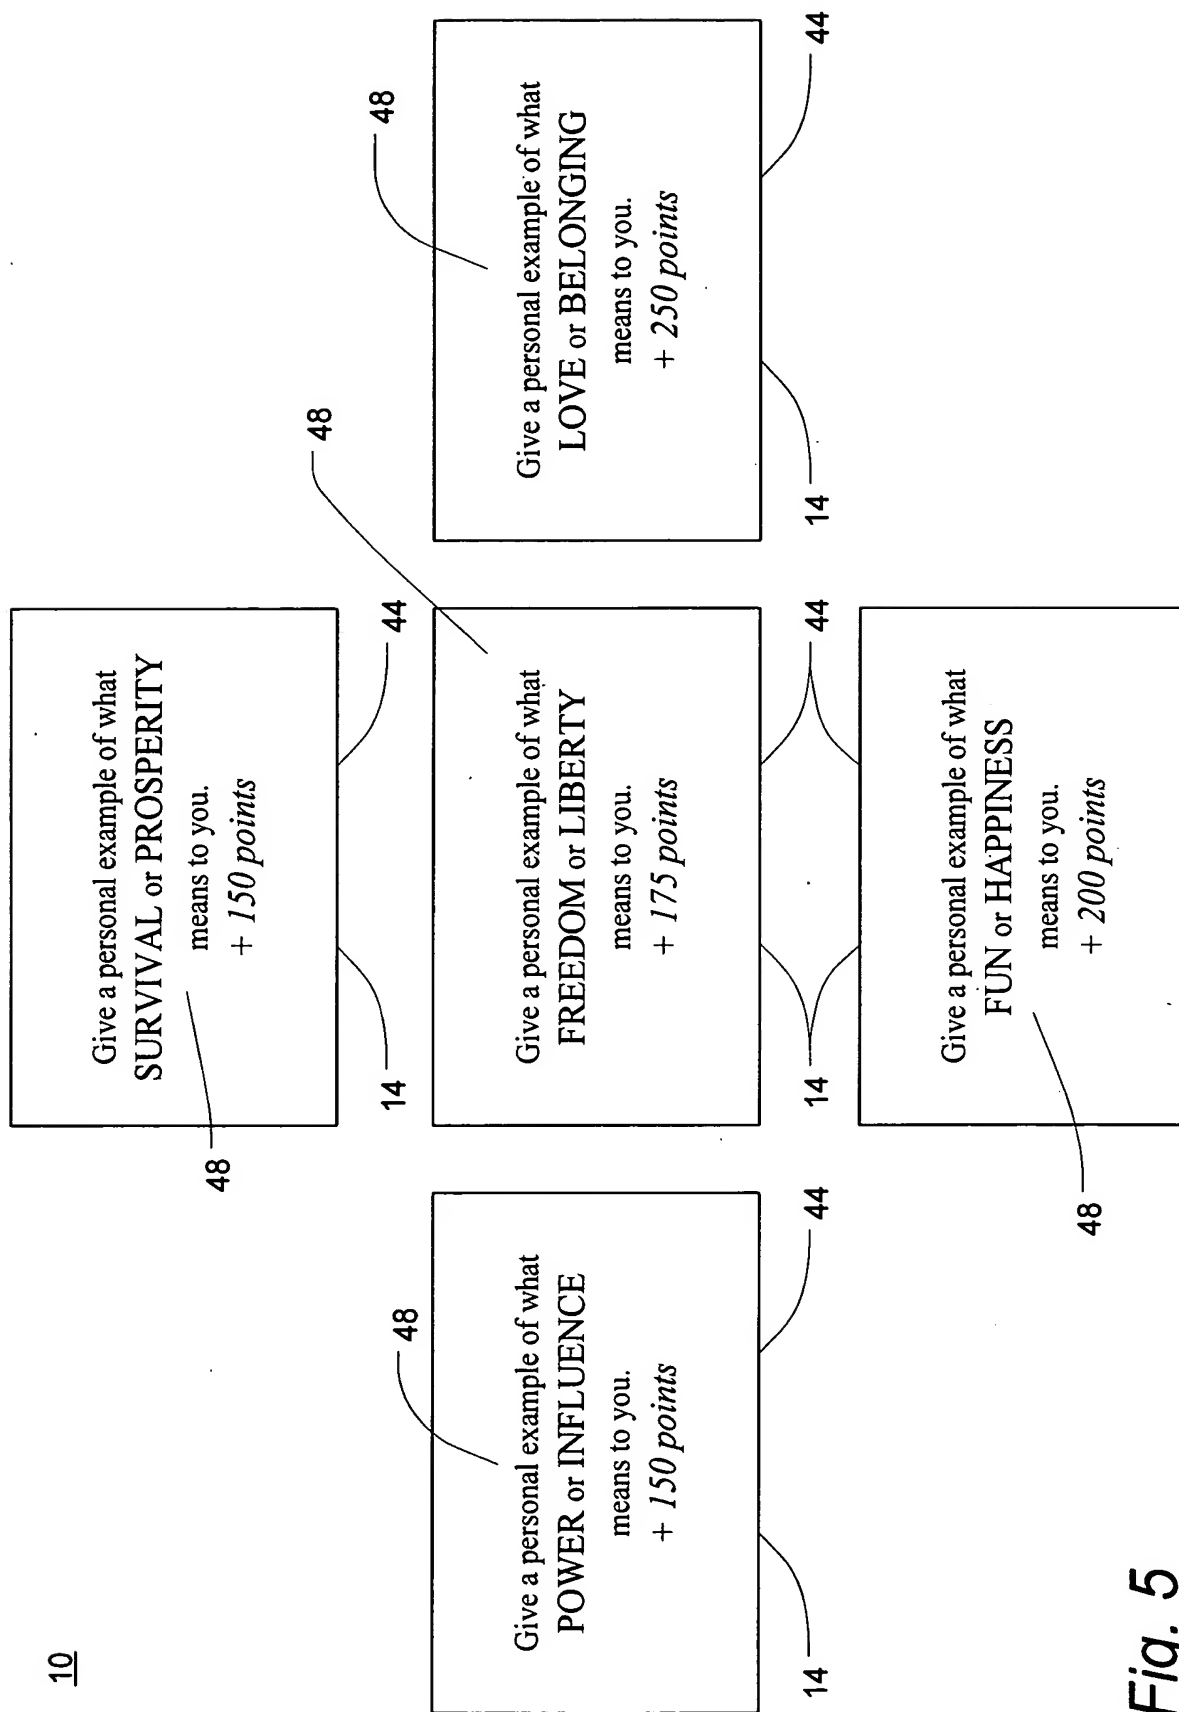 10
Give a personal example of what
SURVIVAL or PROSPERITY
means to you.
+ 150 points
48
14
44
48
Give a personal example of what
POWER or INFLUENCE
means to you.
+ 150 points
14
44
48
Give a personal example of what
FREEDOM or LIBERTY
means to you.
+ 175 points
14
44
48
Give a personal example of what
LOVE or BELONGING
means to you.
+ 250 points
14
44
Give a personal example of what
FUN or HAPPINESS
means to you.
+ 200 points
48
Fig. 5